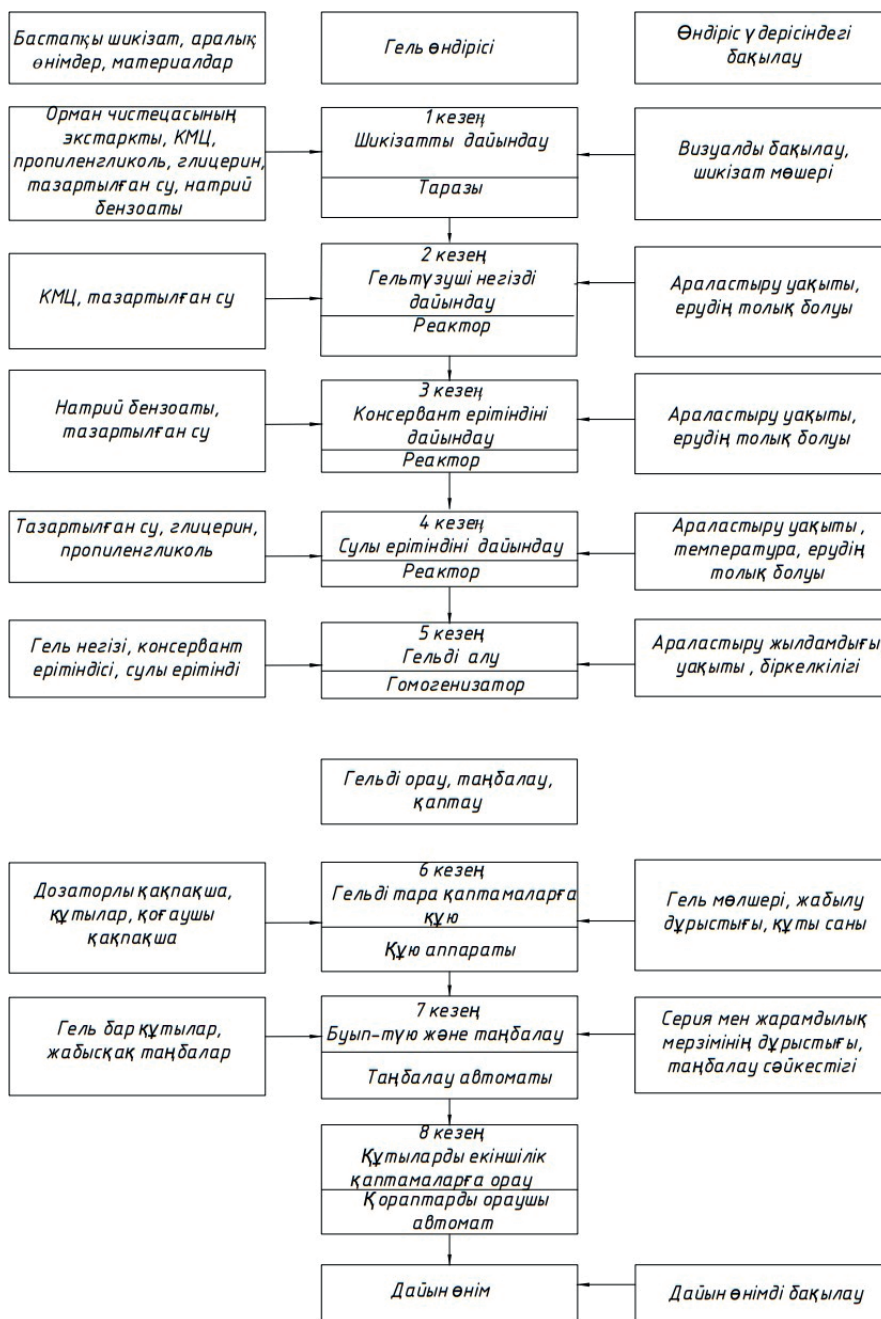 Бастапқы шикізат, аралық
өнімдер, материалдар
Гель өндірісі
Өндіріс үдерісіндегі
бақылау
Орман чистецасының
экстаркты, КМЦ,
пропиленгликоль, глицерин,
тазартылған су, натрий
бензоаты
1 кезең
Шикізатты дайындау
Таразы
Визуалды бақылау,
шикізат мөшері
КМЦ, тазартылған су
2 кезең
Гельтүзуші негізді
дайындау
Реактор
Араластыру уақыты,
ерудің толық болуы
Натрий бензоаты,
тазартылған су
3 кезең
Консервант ерітіндіні
дайындау
Реактор
Араластыру уақыты,
ерудің толық болуы
Тазартылған су, глицерин,
пропиленгликоль
4 кезең
Сулы ерітіндіні дайындау
Реактор
Араластыру уақыты ,
температура, ерудің
толық болуы
Гель негізі, консервант
ерітіндісі, сулы ерітінді
5 кезең
Гельді алу
Гомогенизатор
Араластыру жылдамдығы
уақыты , біркелкілігі
Гельді орау, таңбалау,
қаптау
Дозаторлы қақпақша,
құтылар, қоғаушы
қақпақша
6 кезең
Гельді тара қаптамаларға
құю
Құю аппараты
Гель мөлшері, жабылу
дұрыстығы, құты саны
Гель бар құтылар,
жабысқақ таңбалар
7 кезең
Буып-түю және таңбалау
Таңбалау автоматы
Серия мен жарамдылық
мерзімінің дұрыстығы,
таңбалау сәйкестігі
8 кезең
Құтыларды екіншілік
қаптамаларға орау
Қораптарды ораушы
автомат
Дайын өнім
Дайын өнімді бақылау